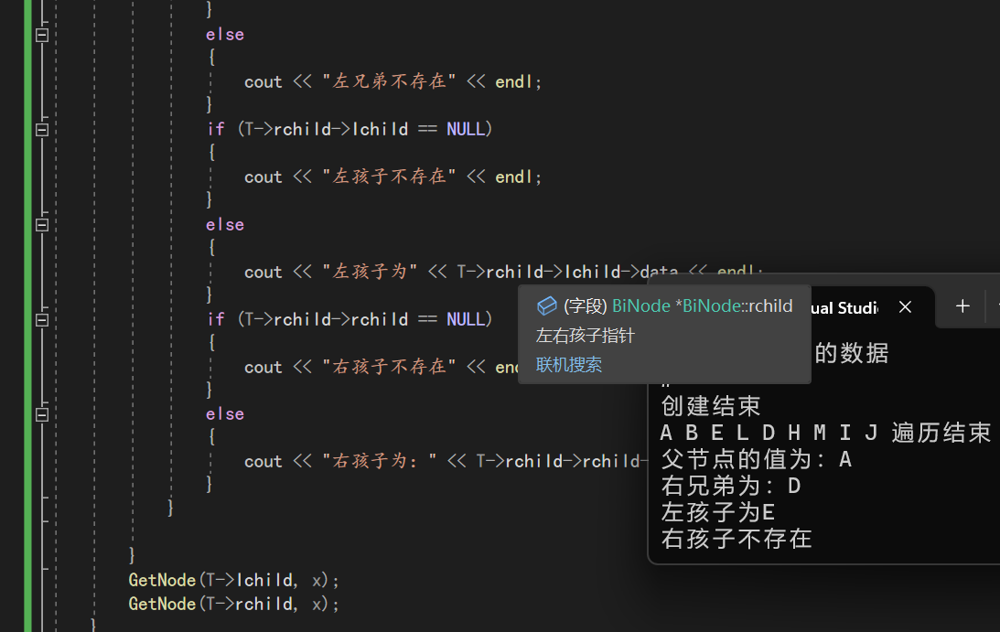 }
else
{
cout << "左兄弟不存在" << endl;
}
if (T->rchild->lchild == NULL)
{
cout << "左孩子不存在" << endl;
}
else
{
cout << "左孩子为" << T->rchild->lchild->data << endl;
}
if (T->rchild->rchild == NULL)
{
cout << "右孩子不存在" <<
}
else
{
cout << "右孩子为：" << T->rchild->rchild-
}
}
}
GetNode(T->lchild, x);
GetNode(T->rchild, x);
}
(字段) BiNode *BiNode::rchild
左右孩子指针
联机搜索
ual Studi
的数据
创建结束
A B E L D H M I J 遍历结束
父节点的值为：A
右兄弟为：D
左孩子为E
右孩子不存在